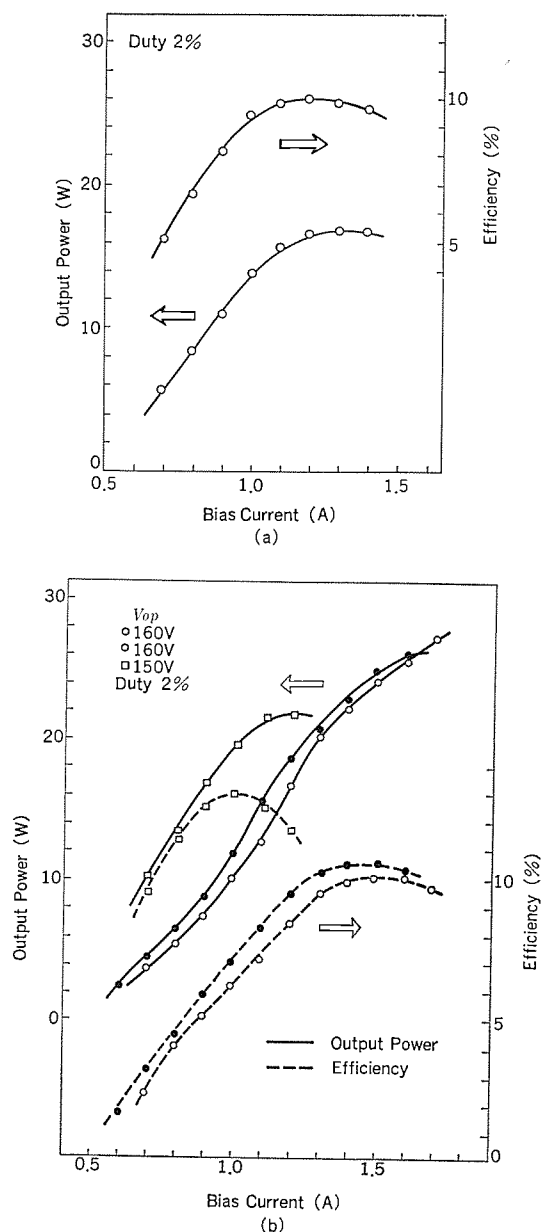 Duty 2%
30
20
10
0
Output Power (W)
10
5
Efficiency (%)
0.5
1.0
1.5
Bias Current (A)
(a)
Vop
160V
160V
150V
Duty 2%
30
20
10
0
Output Power (W)
10
5
0
Efficiency (%)
Output Power
Efficiency
0.5
1.0
1.5
Bias Current (A)
(b)